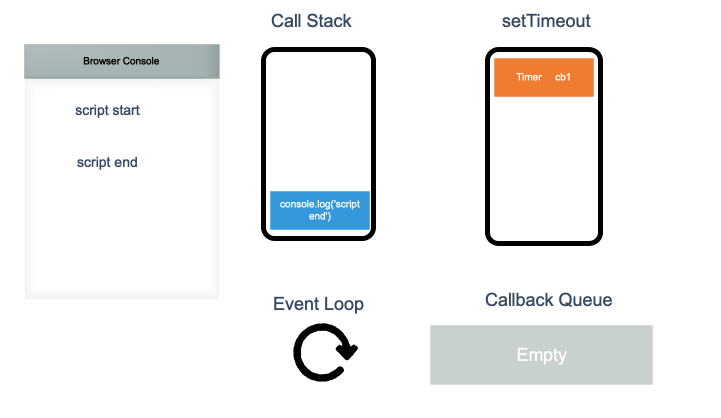 Call Stack
setTimeout
Browser Console
Timer cb1
script start
script end
console.log('script
end')
Event Loop
Callback Queue
Empty